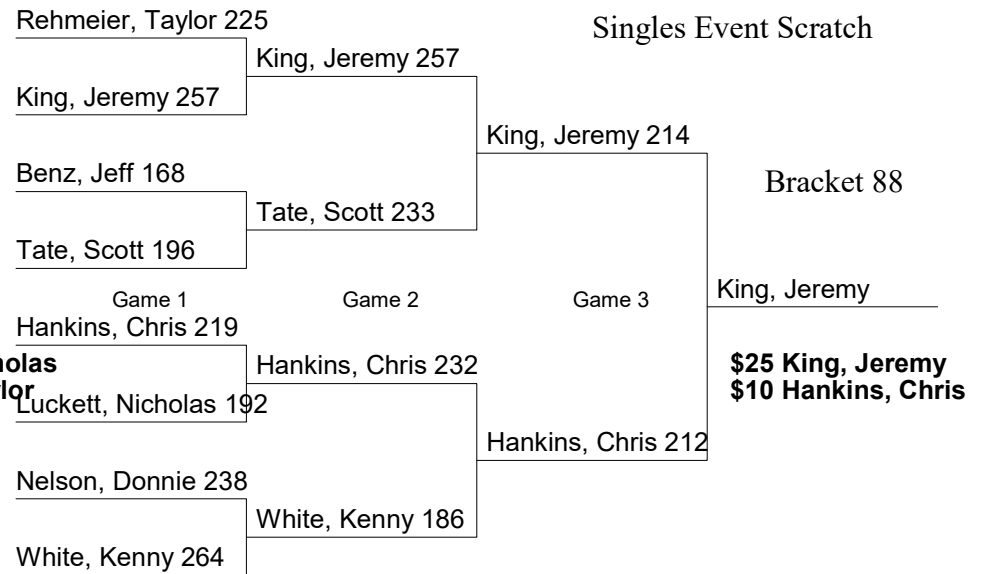 Rehmeier, Taylor 225
Singles Event Scratch
King, Jeremy 257
King, Jeremy 257
King, Jeremy 214
Benz, Jeff 168
Bracket 88
Tate, Scott 233
Tate, Scott 196
King, Jeremy
Game 1
Game 2
Game 3
Hankins, Chris 219
Hankins, Chris 232
$25 King, Jeremy
$10 Hankins, Chris
Luckett, Nicholas 192
Hankins, Chris 212
Nelson, Donnie 238
White, Kenny 186
White, Kenny 264